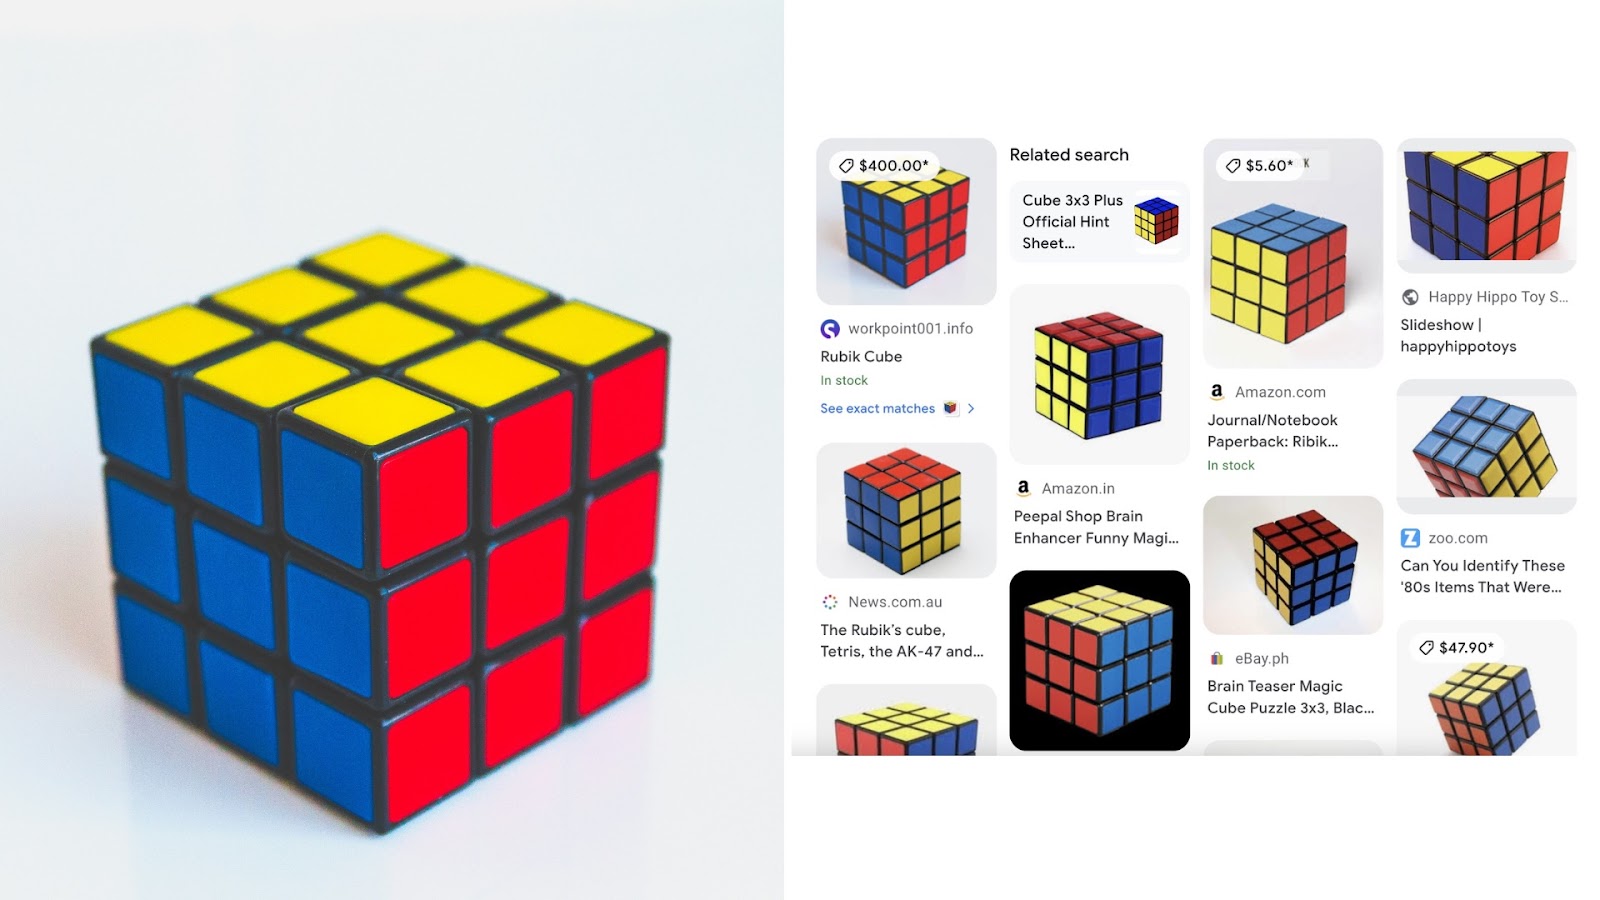 $400.00*
workpoint001.info
Rubik Cube
In stock
See exact matches
News.com.au
The Rubik’s cube,
Tetris, the AK-47 and...
Related search
Cube 3x3 Plus
Official Hint
Sheet...
Amazon.in
Peepal Shop Brain
Enhancer Funny Magi...
$5.60*
K
Amazon.com
Journal/Notebook
Paperback: Ribik...
In stock
eBay.ph
Brain Teaser Magic
Cube Puzzle 3x3, Blac...
Happy Hippo Toy S...
Slideshow |
happyhippotoys
zoo.com
Can You Identify These
'80s Items That Were...
$47.90*